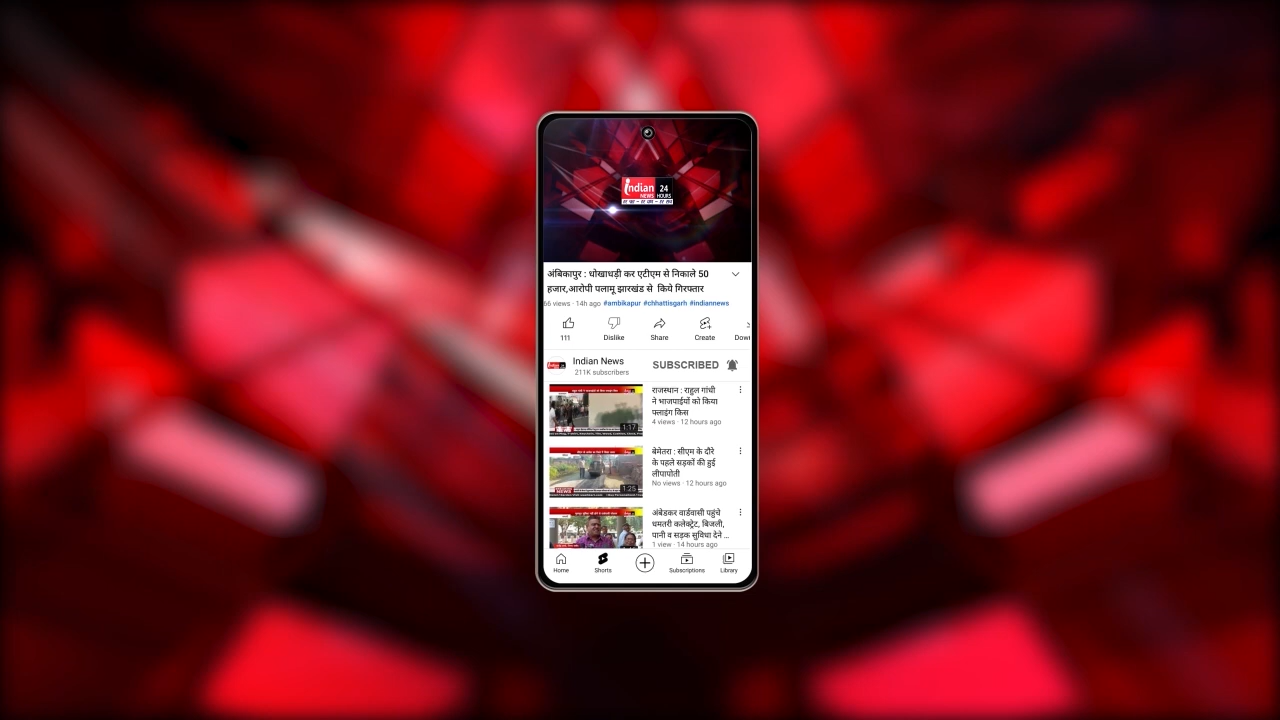 Indian 24
NEWS HOURS
अंबिकापुर : धोखाधड़ी कर एटीएम से निकाले 50
हजार,आरोपी पलामू झारखंड से किये गिरफ्तार
66 views · 14h ago #ambikapur #chhattisgarh #indiannews
111 Dislike Share Create
Indian News SUBSCRIBED
211K subscribers
राजस्थान : राहुल गांधी
ने भाजपाईयों को किया
फ्लाइंग किस
4 views · 12 hours ago
1:17
बेमेतरा : सीएम के दौरे
के पहले सड़कों की हुई
लीपापोती
No views · 12 hours ago
1:25
अंबेडकर वार्डवासी पहुंचे
धमतरी कलेक्ट्रेट, बिजली,
पानी व सड़क सुविधा देने ...
1 view · 14 hours ago
Home Shorts Subscriptions Library